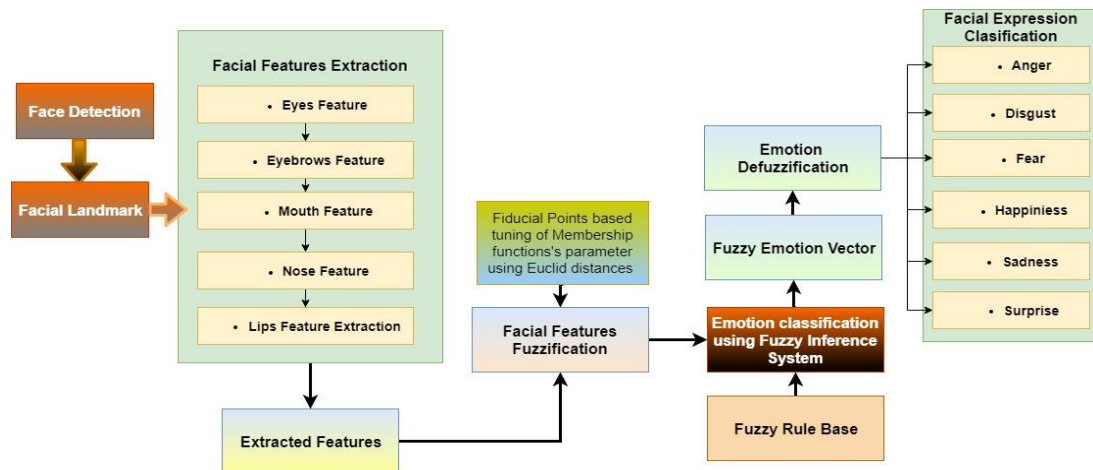 Face Detection
Facial Landmark
Facial Features Extraction
• Eyes Feature
• Eyebrows Feature
• Mouth Feature
• Nose Feature
• Lips Feature Extraction
Extracted Features
Fiducial Points based
tuning of Membership
functions's parameter
using Euclid distances
Facial Features
Fuzzification
Emotion classification
using Fuzzy Inference
System
Fuzzy Rule Base
Fuzzy Emotion Vector
Emotion
Defuzzification
Facial Expression
Clasification
• Anger
• Disgust
• Fear
• Happiniess
• Sadness
• Surprise